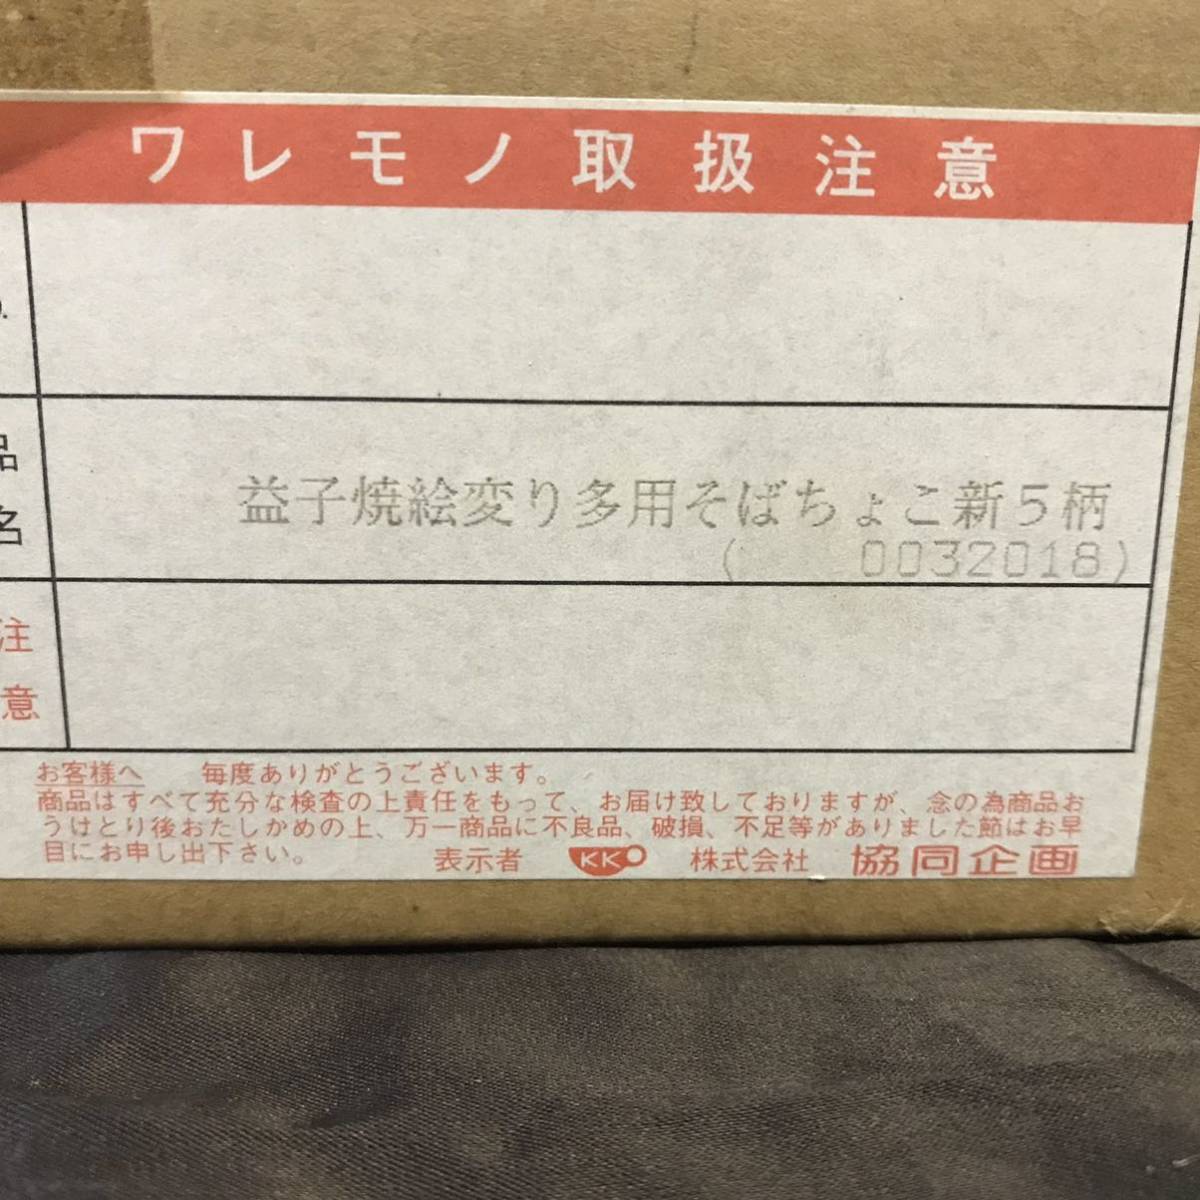 ワレモノ取扱注意
品名
益子焼絵変り多用そばちょこ新5柄
( 0032018)
注意
お客様へ 毎度ありがとうございます。
商品はすべて充分な検査の上責任をもって、お届け致しておりますが、念の為商品お
うけとり後おたしかめの上、万一商品に不良品、破損、不足等がありました節はお早
目にお申し出下さい。 表示者 KK 株式会社 協同企画